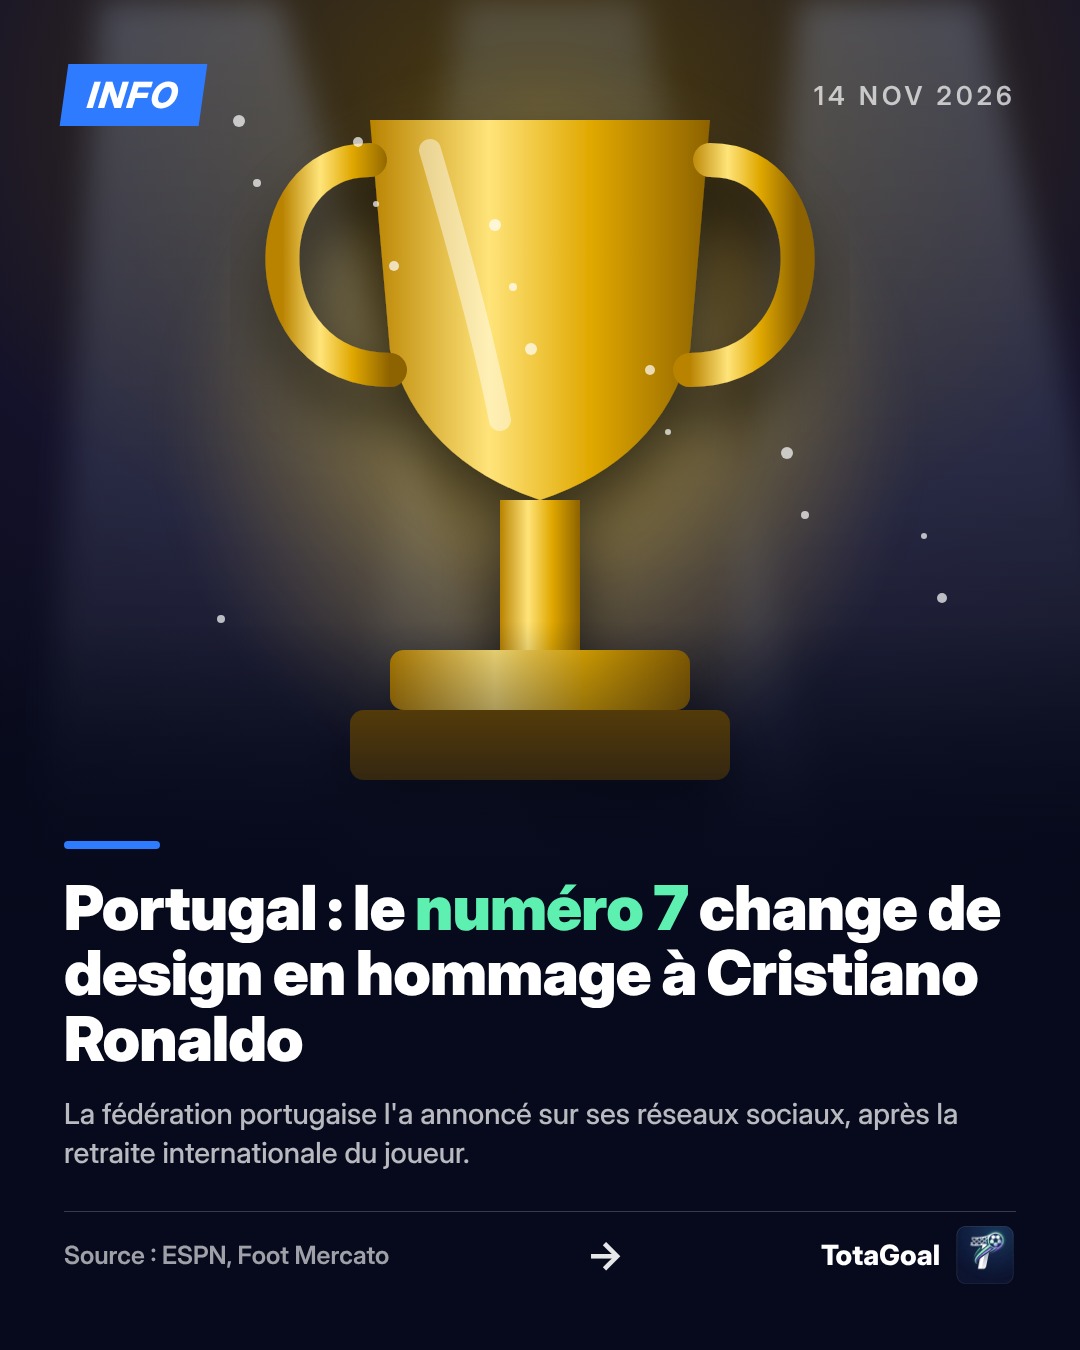 INFO
14 NOV 2026
Portugal : le numéro 7 change de
design en hommage à Cristiano
Ronaldo
La fédération portugaise l'a annoncé sur ses réseaux sociaux, après la
retraite internationale du joueur.
Source : ESPN, Foot Mercato
→
TotaGoal